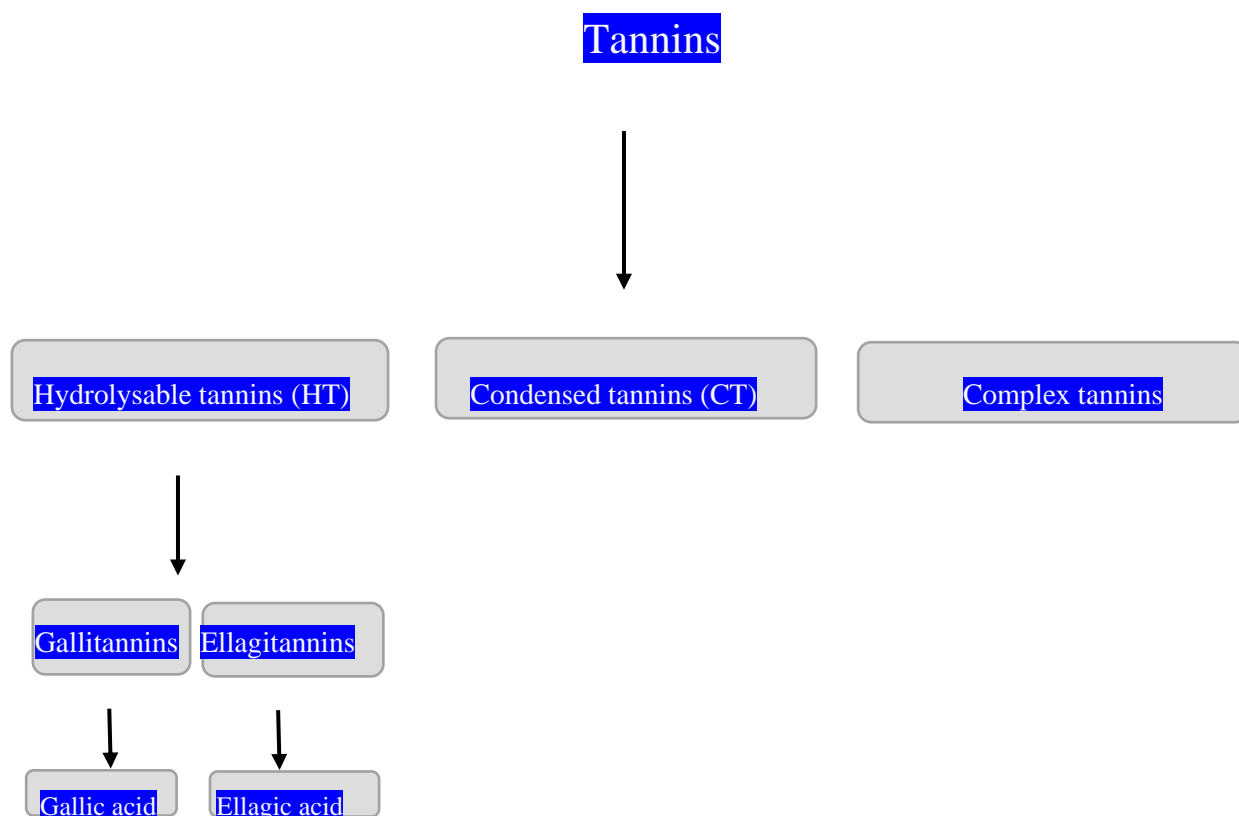 Tannins
Hydrolysable tannins (HT)
Condensed tannins (CT)
Complex tannins
Gallitannins
Ellagitannins
Gallic acid
Ellagic acid